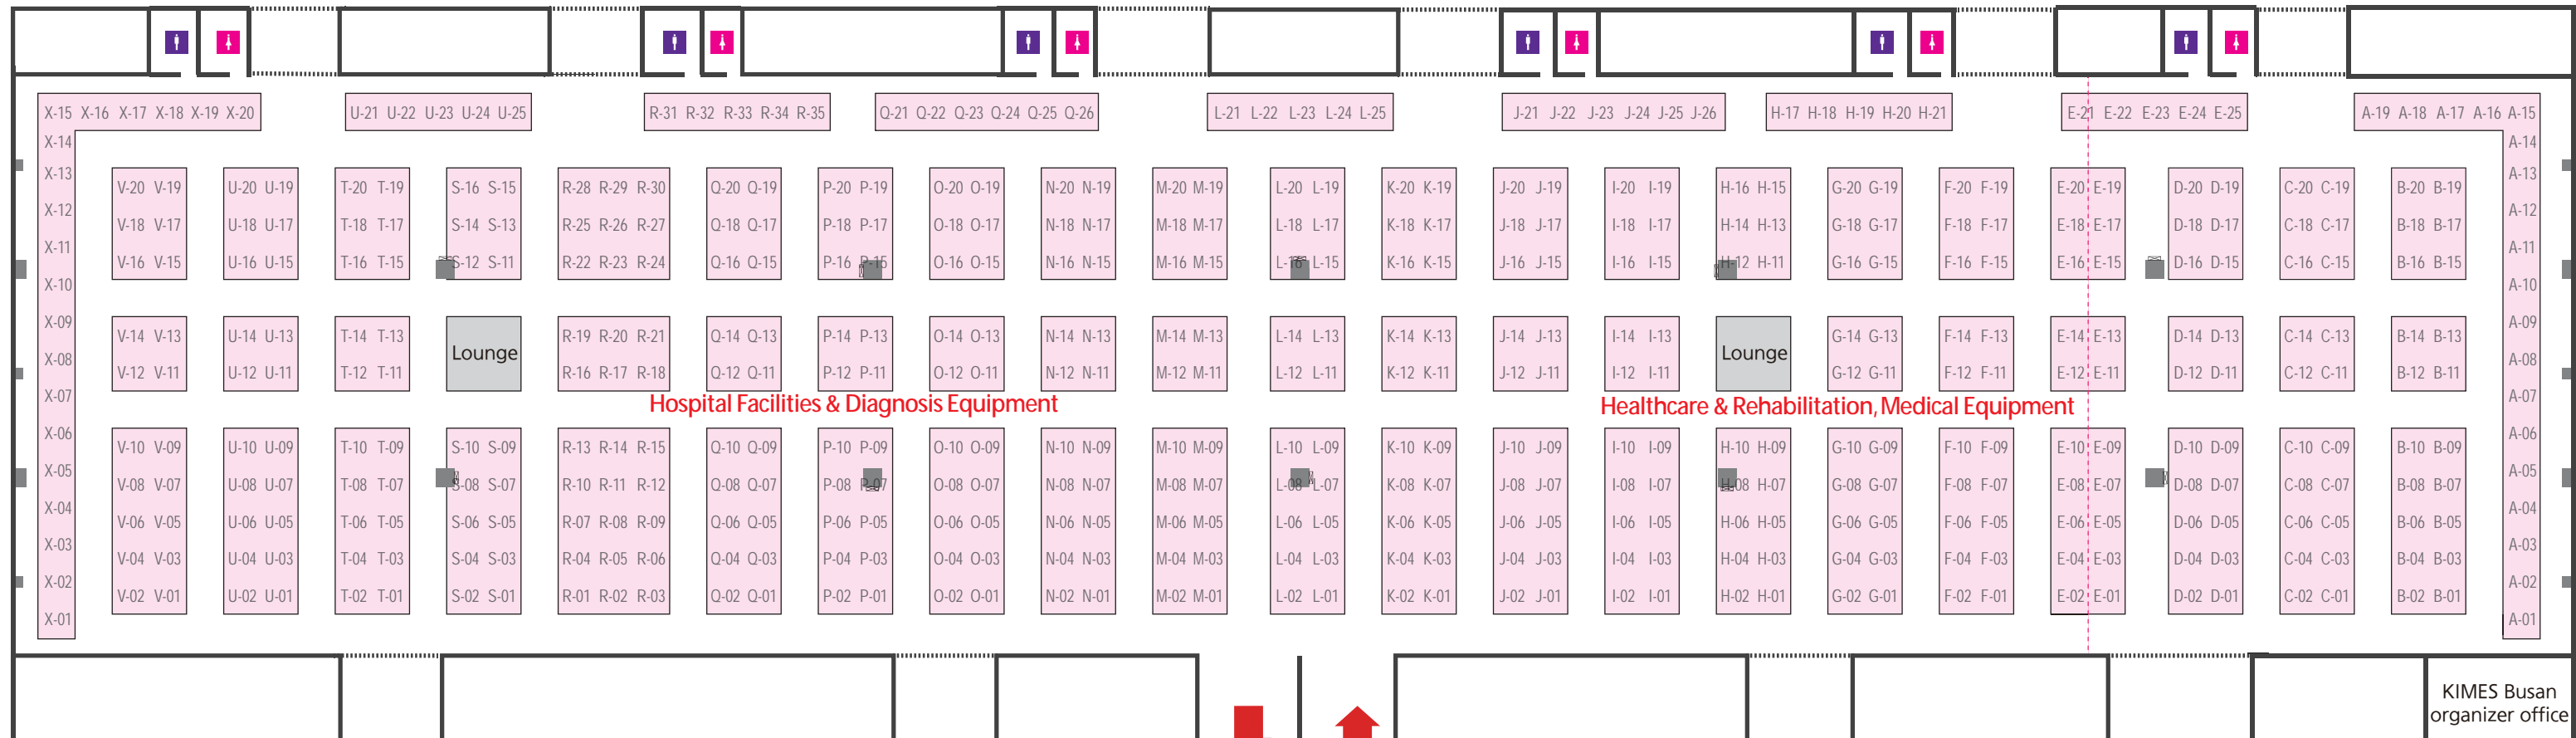 X-15 X-16 X-17 X-18 X-19 X-20 U-21 U-22 U-23 U-24 U-25 R-31 R-32 R-33 R-34 R-35 Q-21 Q-22 Q-23 Q-24 Q-25 Q-26 L-21 L-22 L-23 L-24 L-25 J-21 J-22 J-23 J-24 J-25 J-26 H-17 H-18 H-19 H-20 H-21 E-21 E-22 E-23 E-24 E-25 A-19 A-18 A-17 A-16 A-15
X-14 A-14
X-13 A-13
V-20 V-19 U-20 U-19 T-20 T-19 S-16 S-15 R-28 R-29 R-30 Q-20 Q-19 P-20 P-19 O-20 O-19 N-20 N-19 M-20 M-19 L-20 L-19 K-20 K-19 J-20 J-19 I-20 I-19 H-16 H-15 G-20 G-19 F-20 F-19 E-20 E-19 D-20 D-19 C-20 C-19 B-20 B-19
X-12 A-12
V-18 V-17 U-18 U-17 T-18 T-17 S-14 S-13 R-25 R-26 R-27 Q-18 Q-17 P-18 P-17 O-18 O-17 N-18 N-17 M-18 M-17 L-18 L-17 K-18 K-17 J-18 J-17 I-18 I-17 H-14 H-13 G-18 G-17 F-18 F-17 E-18 E-17 D-18 D-17 C-18 C-17 B-18 B-17
X-11 A-11
V-16 V-15 U-16 U-15 T-16 T-15 S-12 S-11 R-22 R-23 R-24 Q-16 Q-15 P-16 P-15 O-16 O-15 N-16 N-15 M-16 M-15 L-16 L-15 K-16 K-15 J-16 J-15 I-16 I-15 H-12 H-11 G-16 G-15 F-16 F-15 E-16 E-15 D-16 D-15 C-16 C-15 B-16 B-15
X-10 A-10
X-09 A-09
V-14 V-13 U-14 U-13 T-14 T-13 R-19 R-20 R-21 Q-14 Q-13 P-14 P-13 O-14 O-13 N-14 N-13 M-14 M-13 L-14 L-13 K-14 K-13 J-14 J-13 I-14 I-13 G-14 G-13 F-14 F-13 E-14 E-13 D-14 D-13 C-14 C-13 B-14 B-13
X-08 Lounge Lounge A-08
V-12 V-11 U-12 U-11 T-12 T-11 R-16 R-17 R-18 Q-12 Q-11 P-12 P-11 O-12 O-11 N-12 N-11 M-12 M-11 L-12 L-11 K-12 K-11 J-12 J-11 I-12 I-11 G-12 G-11 F-12 F-11 E-12 E-11 D-12 D-11 C-12 C-11 B-12 B-11
X-07 A-07
Hospital Facilities & Diagnosis Equipment Healthcare & Rehabilitation, Medical Equipment
X-06 A-06
V-10 V-09 U-10 U-09 T-10 T-09 S-10 S-09 R-13 R-14 R-15 Q-10 Q-09 P-10 P-09 O-10 O-09 N-10 N-09 M-10 M-09 L-10 L-09 K-10 K-09 J-10 J-09 I-10 I-09 H-10 H-09 G-10 G-09 F-10 F-09 E-10 E-09 D-10 D-09 C-10 C-09 B-10 B-09
X-05 A-05
V-08 V-07 U-08 U-07 T-08 T-07 S-08 S-07 R-10 R-11 R-12 Q-08 Q-07 P-08 P-07 O-08 O-07 N-08 N-07 M-08 M-07 L-08 L-07 K-08 K-07 J-08 J-07 I-08 I-07 H-08 H-07 G-08 G-07 F-08 F-07 E-08 E-07 D-08 D-07 C-08 C-07 B-08 B-07
X-04 A-04
V-06 V-05 U-06 U-05 T-06 T-05 S-06 S-05 R-07 R-08 R-09 Q-06 Q-05 P-06 P-05 O-06 O-05 N-06 N-05 M-06 M-05 L-06 L-05 K-06 K-05 J-06 J-05 I-06 I-05 H-06 H-05 G-06 G-05 F-06 F-05 E-06 E-05 D-06 D-05 C-06 C-05 B-06 B-05
X-03 A-03
V-04 V-03 U-04 U-03 T-04 T-03 S-04 S-03 R-04 R-05 R-06 Q-04 Q-03 P-04 P-03 O-04 O-03 N-04 N-03 M-04 M-03 L-04 L-03 K-04 K-03 J-04 J-03 I-04 I-03 H-04 H-03 G-04 G-03 F-04 F-03 E-04 E-03 D-04 D-03 C-04 C-03 B-04 B-03
X-02 A-02
V-02 V-01 U-02 U-01 T-02 T-01 S-02 S-01 R-01 R-02 R-03 Q-02 Q-01 P-02 P-01 O-02 O-01 N-02 N-01 M-02 M-01 L-02 L-01 K-02 K-01 J-02 J-01 I-02 I-01 H-02 H-01 G-02 G-01 F-02 F-01 E-02 E-01 D-02 D-01 C-02 C-01 B-02 B-01
X-01 A-01
KIMES Busan
organizer office